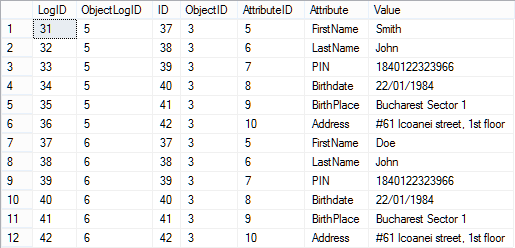 LogID ObjectLogID ID ObjectID AttributeID Attribute Value
1 31 5 37 3 5 FirstName Smith
2 32 5 38 3 6 LastName John
3 33 5 39 3 7 PIN 1840122323966
4 34 5 40 3 8 Birthdate 22/01/1984
5 35 5 41 3 9 BirthPlace Bucharest Sector 1
6 36 5 42 3 10 Address #61 Icoanei street, 1st floor
7 37 6 37 3 5 FirstName Doe
8 38 6 38 3 6 LastName John
9 39 6 39 3 7 PIN 1840122323966
10 40 6 40 3 8 Birthdate 22/01/1984
11 41 6 41 3 9 BirthPlace Bucharest Sector 1
12 42 6 42 3 10 Address #61 Icoanei street, 1st floor